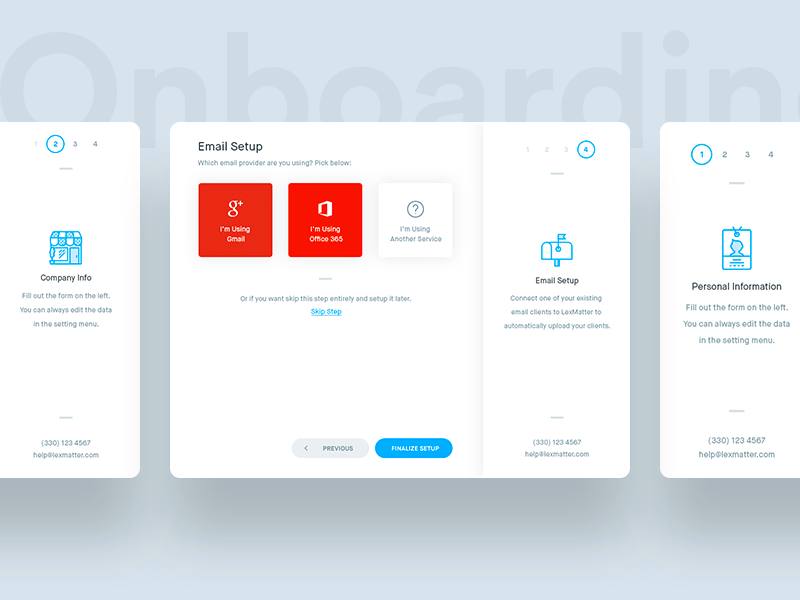 Onboardin
1 2 3 4
Company Info
Fill out the form on the left.
You can always edit the data
in the setting menu.
(330) 123 4567
help@lexmatter.com
Email Setup
Which email provider are you using? Pick below:
g+
I'm Using
Gmail
I'm Using
Office 365
?
I'm Using
Another Service
Or if you want skip this step entirely and setup it later.
Skip Step
< PREVIOUS
FINALIZE SETUP
1 2 3 4
Email Setup
Connect one of your existing
email clients to LexMatter to
automatically upload your clients.
(330) 123 4567
help@lexmatter.com
1 2 3 4
Personal Information
Fill out the form on the left.
You can always edit the data
in the setting menu.
(330) 123 4567
help@lexmatter.com